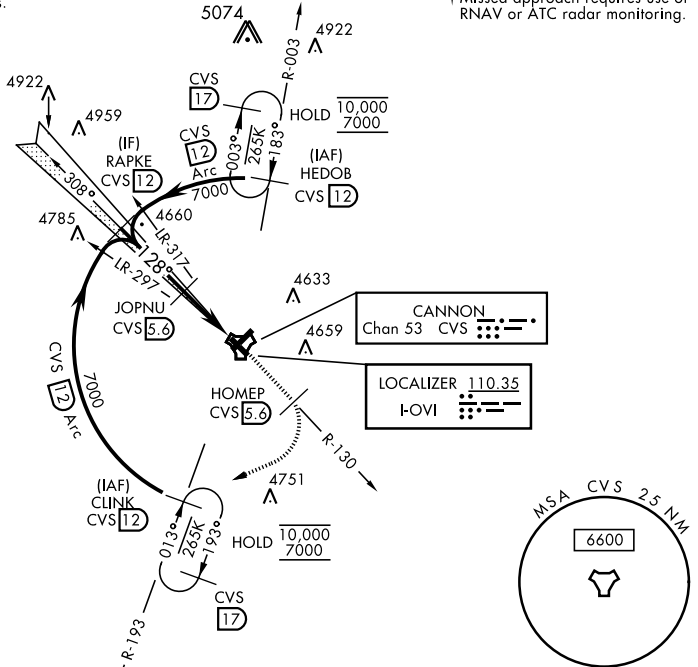 s.
Missed approach requires use of
RNAV or ATC radar monitoring.
5074
R-003
4922
4922
4959
CVS
17
HOLD 10,000
7000
(IF)
RAPKE
CVS 12
CVS
12
Arc
7000
003°
265K
183°
(IAF)
HEDOB
CVS 12
308°
4785
4660
LR-317
LR-297
128°
JOPNU
CVS 5.6
4633
4659
CANNON
Chan 53 CVS
LOCALIZER 110.35
I-OVI
CVS 12 Arc
7000
HOMEP
CVS 5.6
R-130
4751
(IAF)
CLINK
CVS 12
013°
265K
193°
HOLD 10,000
7000
CVS
17
R-193
MSA CVS 25 NM
6600